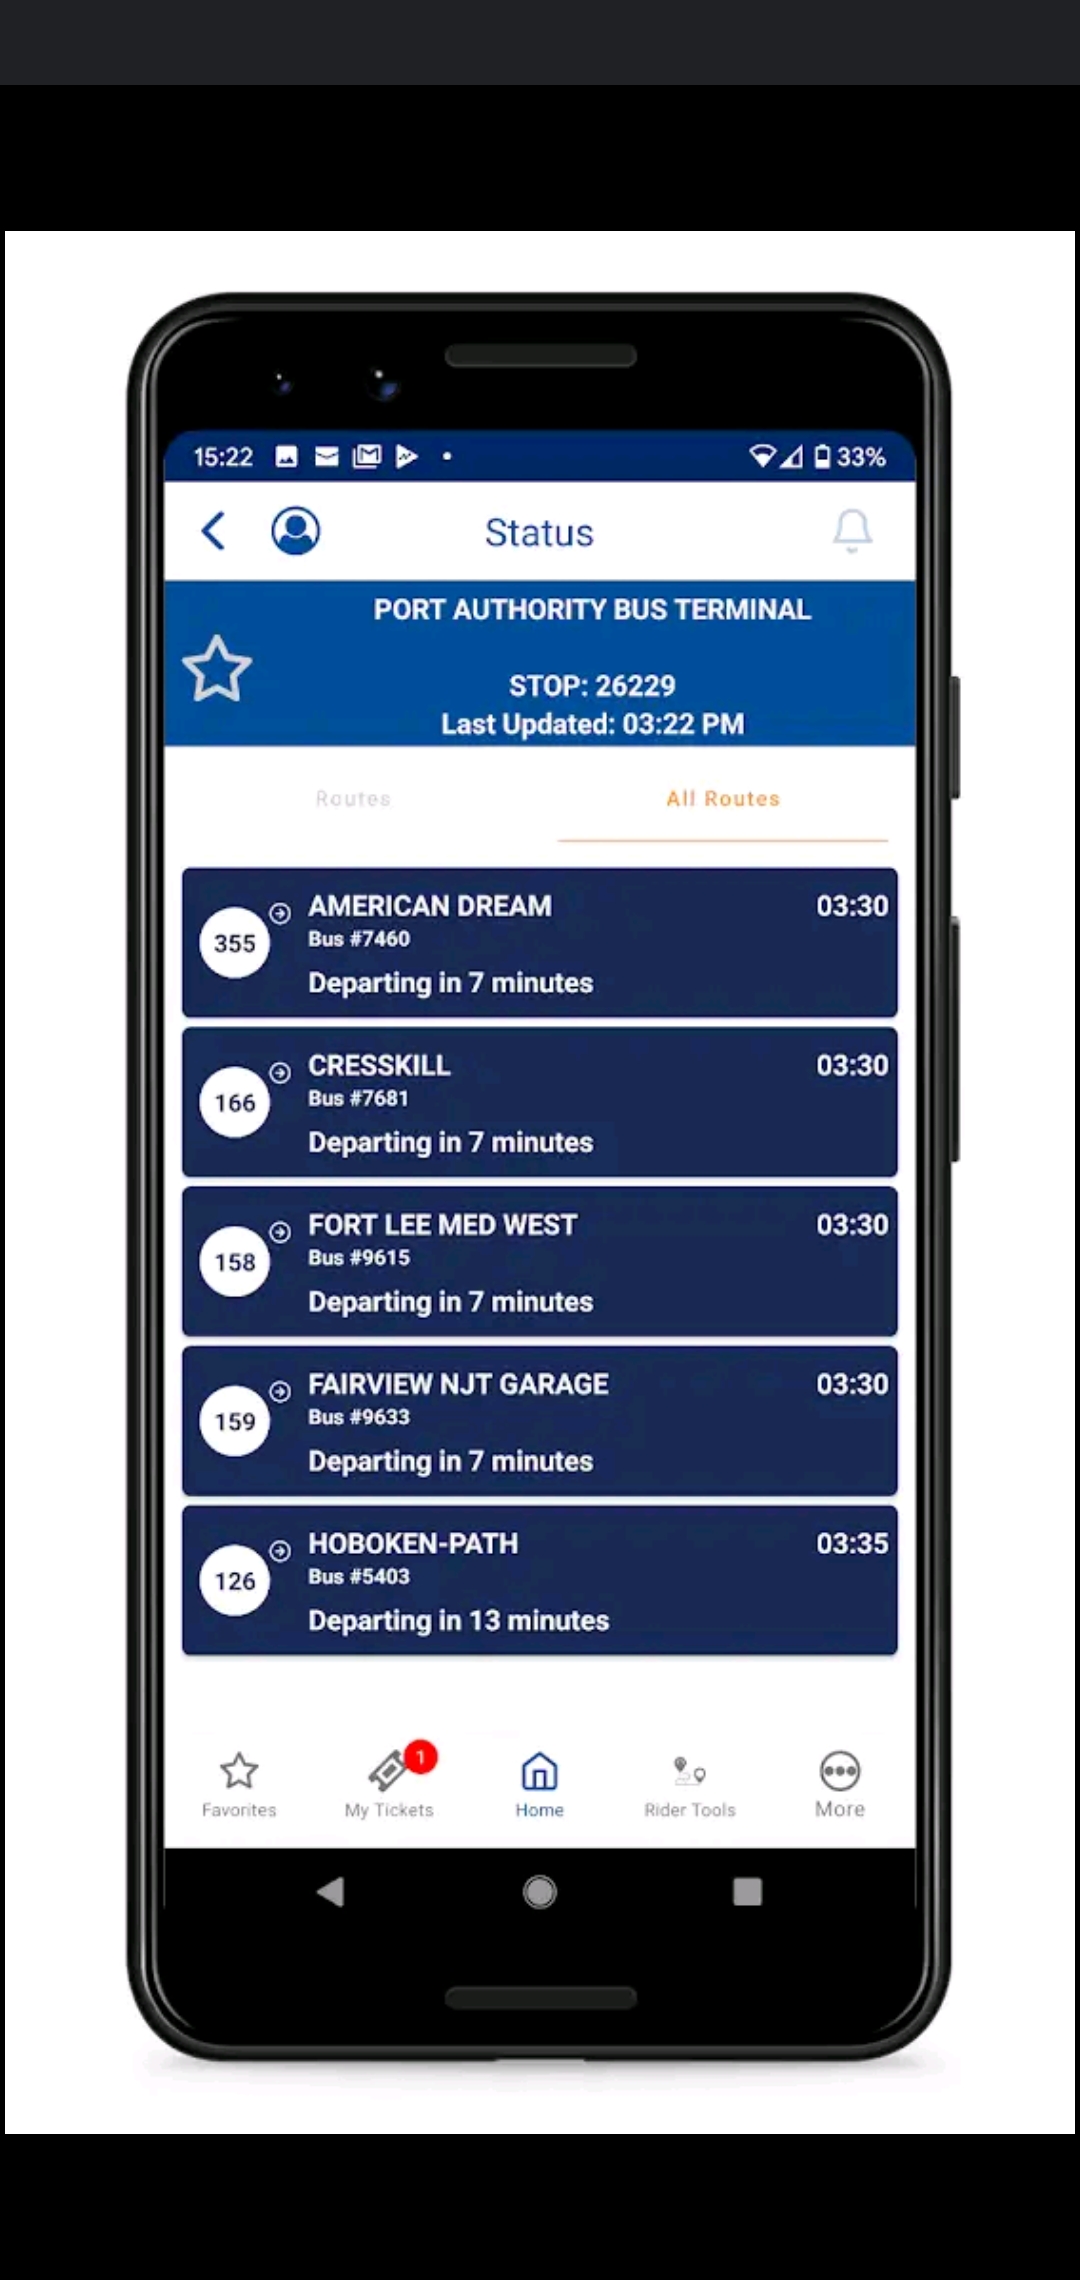 15:22 33%
Status
PORT AUTHORITY BUS TERMINAL
STOP: 26229
Last Updated: 03:22 PM
Routes All Routes
355 AMERICAN DREAM 03:30
Bus #7460
Departing in 7 minutes
166 CRESSKILL 03:30
Bus #7681
Departing in 7 minutes
158 FORT LEE MED WEST 03:30
Bus #9615
Departing in 7 minutes
159 FAIRVIEW NJT GARAGE 03:30
Bus #9633
Departing in 7 minutes
126 HOBOKEN-PATH 03:35
Bus #5403
Departing in 13 minutes
1
Favorites My Tickets Home Rider Tools More